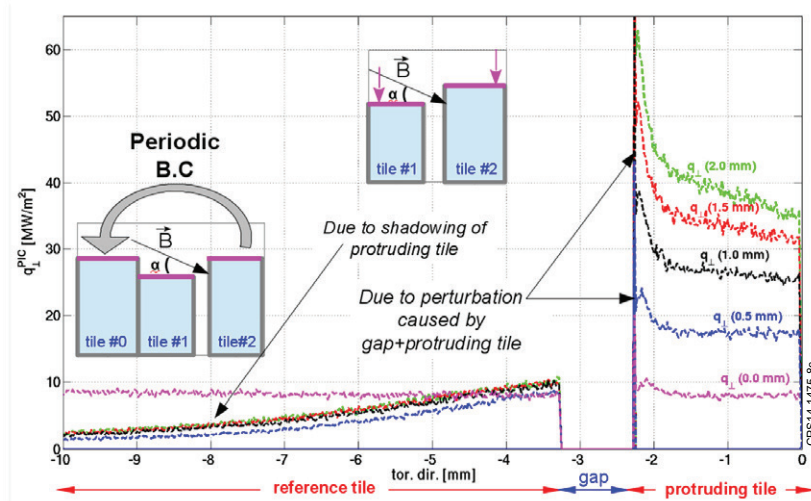 q⊥^PIC [MW/m²]
60
50
40
30
20
10
0
Periodic
B.C
B
α (
tile #0
tile #1
tile#2
B
α (
tile #1
tile #2
Due to shadowing of
protruding tile
Due to perturbation
caused by
gap+protruding tile
q⊥ (2.0 mm)
q⊥ (1.5 mm)
q⊥ (1.0 mm)
q⊥ (0.5 mm)
q⊥ (0.0 mm)
-10
-9
-8
-7
-6
-5
-4
-3
-2
-1
0
tor. dir. [mm]
reference tile
gap
protruding tile